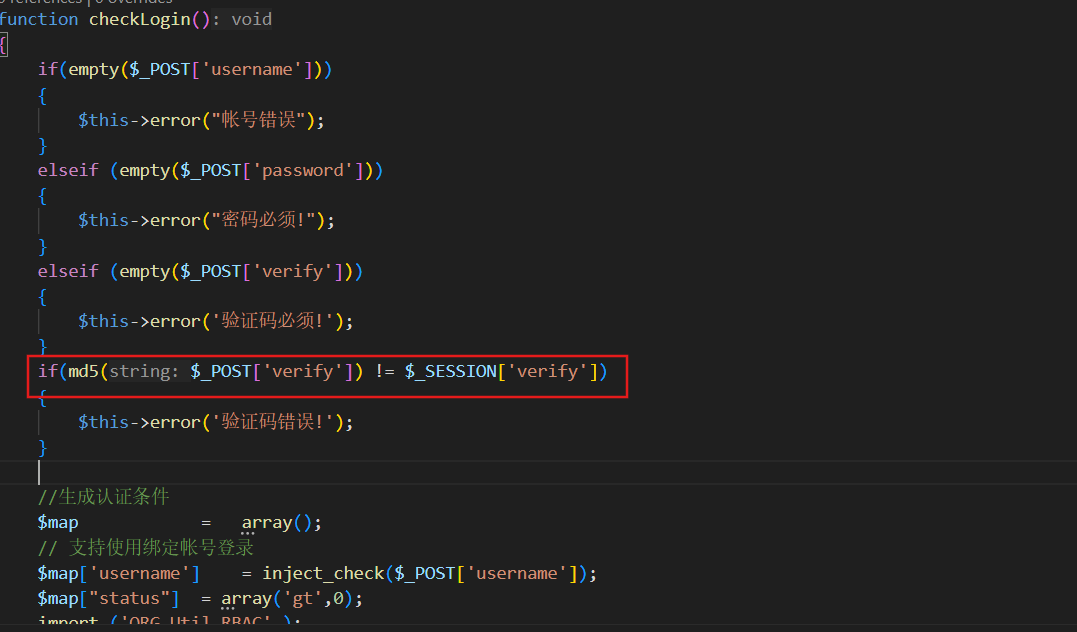 function checkLogin(): void
{
if(empty($_POST['username']))
{
$this->error("帐号错误");
}
elseif (empty($_POST['password']))
{
$this->error("密码必须!");
}
elseif (empty($_POST['verify']))
{
$this->error('验证码必须!');
}
if(md5(string: $_POST['verify']) != $_SESSION['verify'])
{
$this->error('验证码错误!');
}
//生成认证条件
$map = array();
// 支持使用绑定帐号登录
$map['username'] = inject_check($_POST['username']);
$map["status"] = array('gt',0);
import ('ORG.Util.RBAC' );